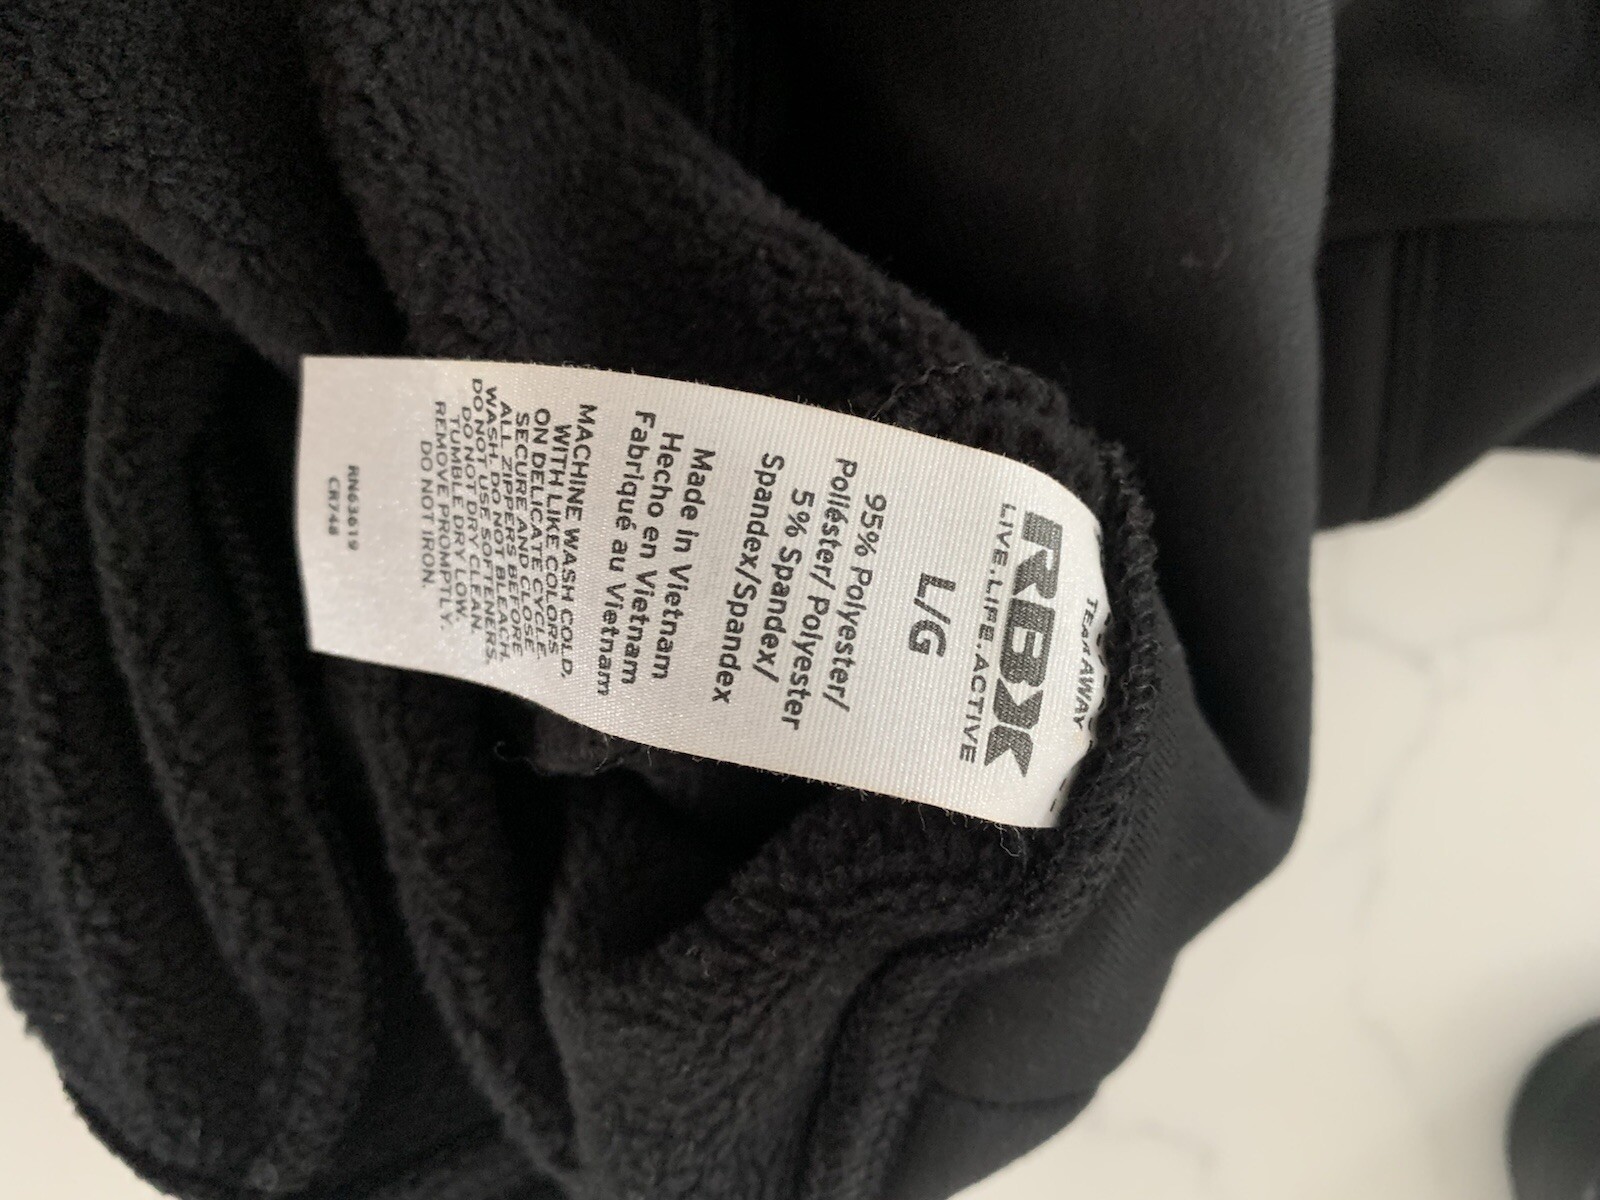 TEAR AWAY
RBX
LIVE.LIFE.ACTIVE
L/G
95% Polyester/
Poliéster/ Polyester
5% Spandex/
Spandex/Spandex
Made in Vietnam
Hecho en Vietnam
Fabriqué au Vietnam
MACHINE WASH COLD,
WITH LIKE COLORS
ON DELICATE CYCLE.
SECURE AND CLOSE
ALL ZIPPERS BEFORE
WASH. DO NOT BLEACH.
DO NOT USE SOFTENERS.
DO NOT DRY CLEAN.
TUMBLE DRY LOW.
REMOVE PROMPTLY.
DO NOT IRON.
RN63619
CR748